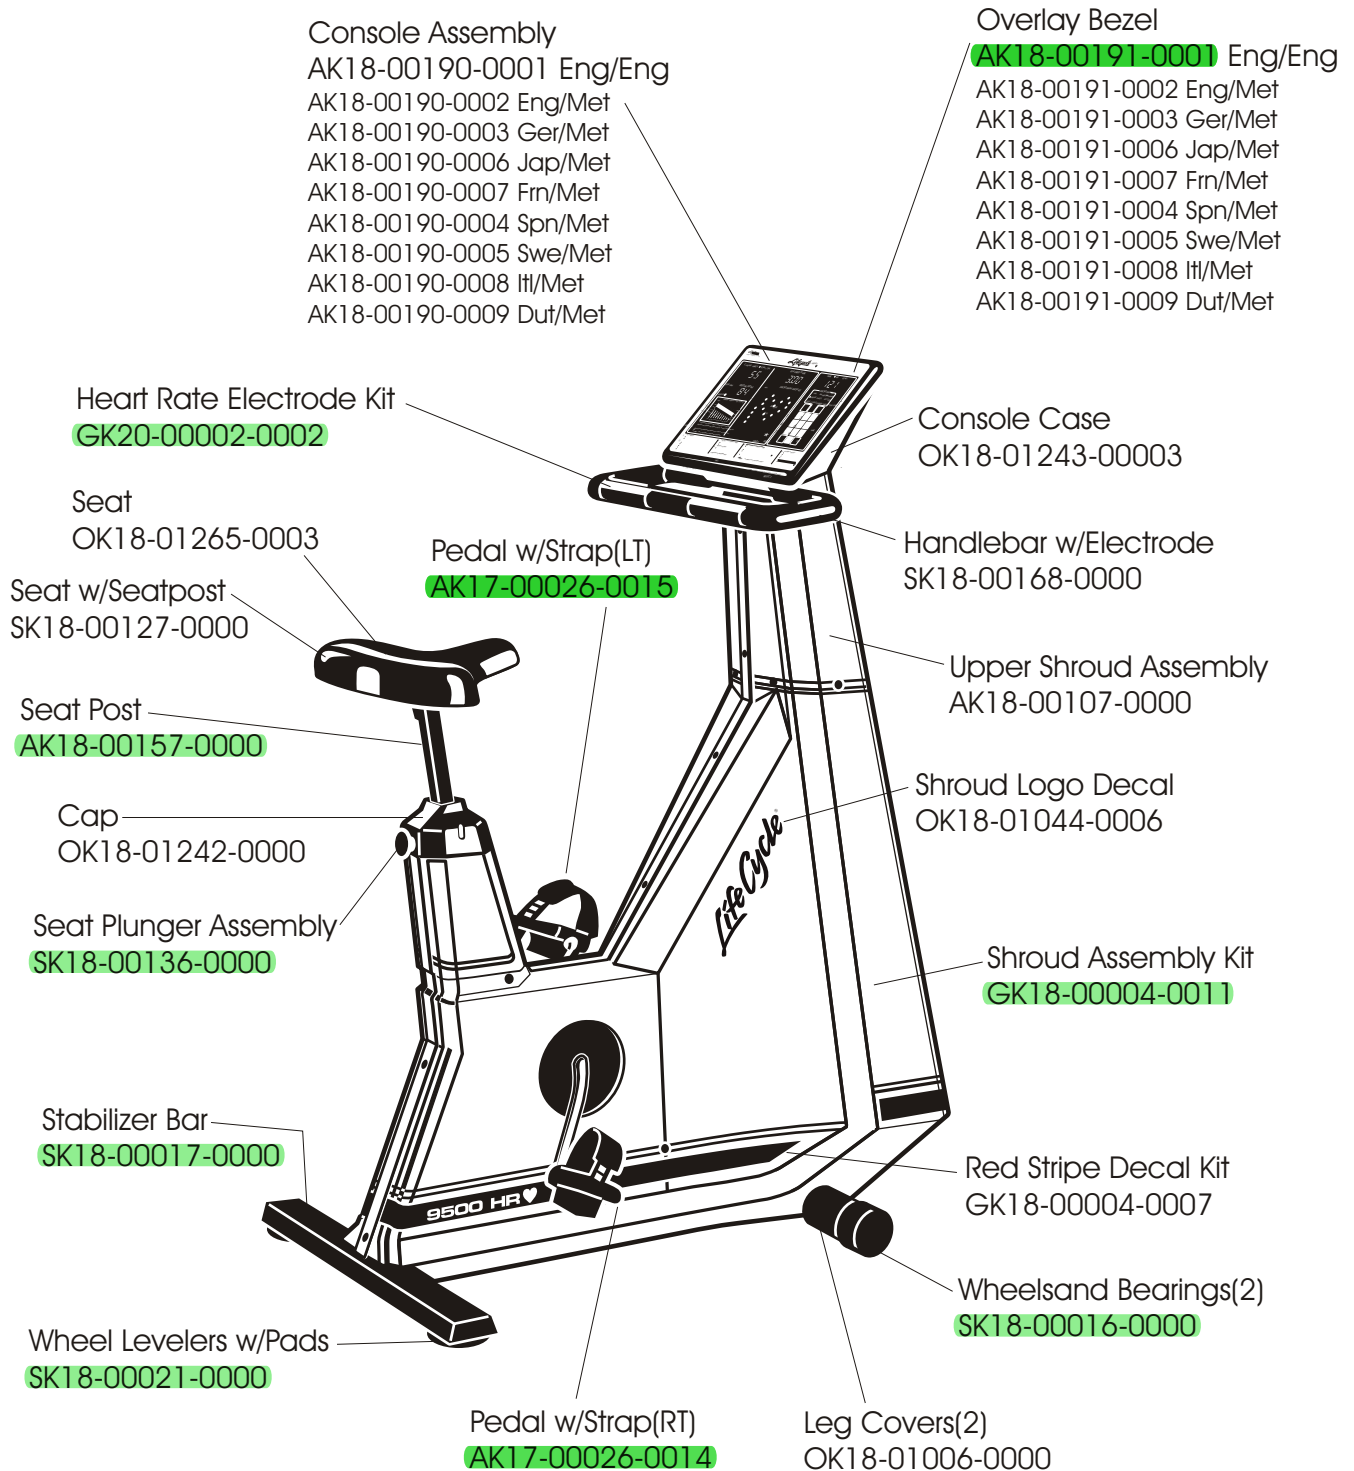 Console Assembly
AK18-00190-0001 Eng/Eng
AK18-00190-0002 Eng/Met
AK18-00190-0003 Ger/Met
AK18-00190-0006 Jap/Met
AK18-00190-0007 Frn/Met
AK18-00190-0004 Spn/Met
AK18-00190-0005 Swe/Met
AK18-00190-0008 Itl/Met
AK18-00190-0009 Dut/Met
Overlay Bezel
AK18-00191-0001 Eng/Eng
AK18-00191-0002 Eng/Met
AK18-00191-0003 Ger/Met
AK18-00191-0006 Jap/Met
AK18-00191-0007 Frn/Met
AK18-00191-0004 Spn/Met
AK18-00191-0005 Swe/Met
AK18-00191-0008 Itl/Met
AK18-00191-0009 Dut/Met
Heart Rate Electrode Kit
GK20-00002-0002
Console Case
OK18-01243-00003
Seat
OK18-01265-0003
Pedal w/Strap(LT)
AK17-00026-0015
Handlebar w/Electrode
SK18-00168-0000
Seat w/Seatpost
SK18-00127-0000
Upper Shroud Assembly
AK18-00107-0000
Seat Post
AK18-00157-0000
Shroud Logo Decal
OK18-01044-0006
Cap
OK18-01242-0000
Life Cycle
Seat Plunger Assembly
SK18-00136-0000
Shroud Assembly Kit
GK18-00004-0011
Stabilizer Bar
SK18-00017-0000
Red Stripe Decal Kit
GK18-00004-0007
9500 HR
Wheelsand Bearings(2)
SK18-00016-0000
Wheel Levelers w/Pads
SK18-00021-0000
Pedal w/Strap(RT)
AK17-00026-0014
Leg Covers(2)
OK18-01006-0000